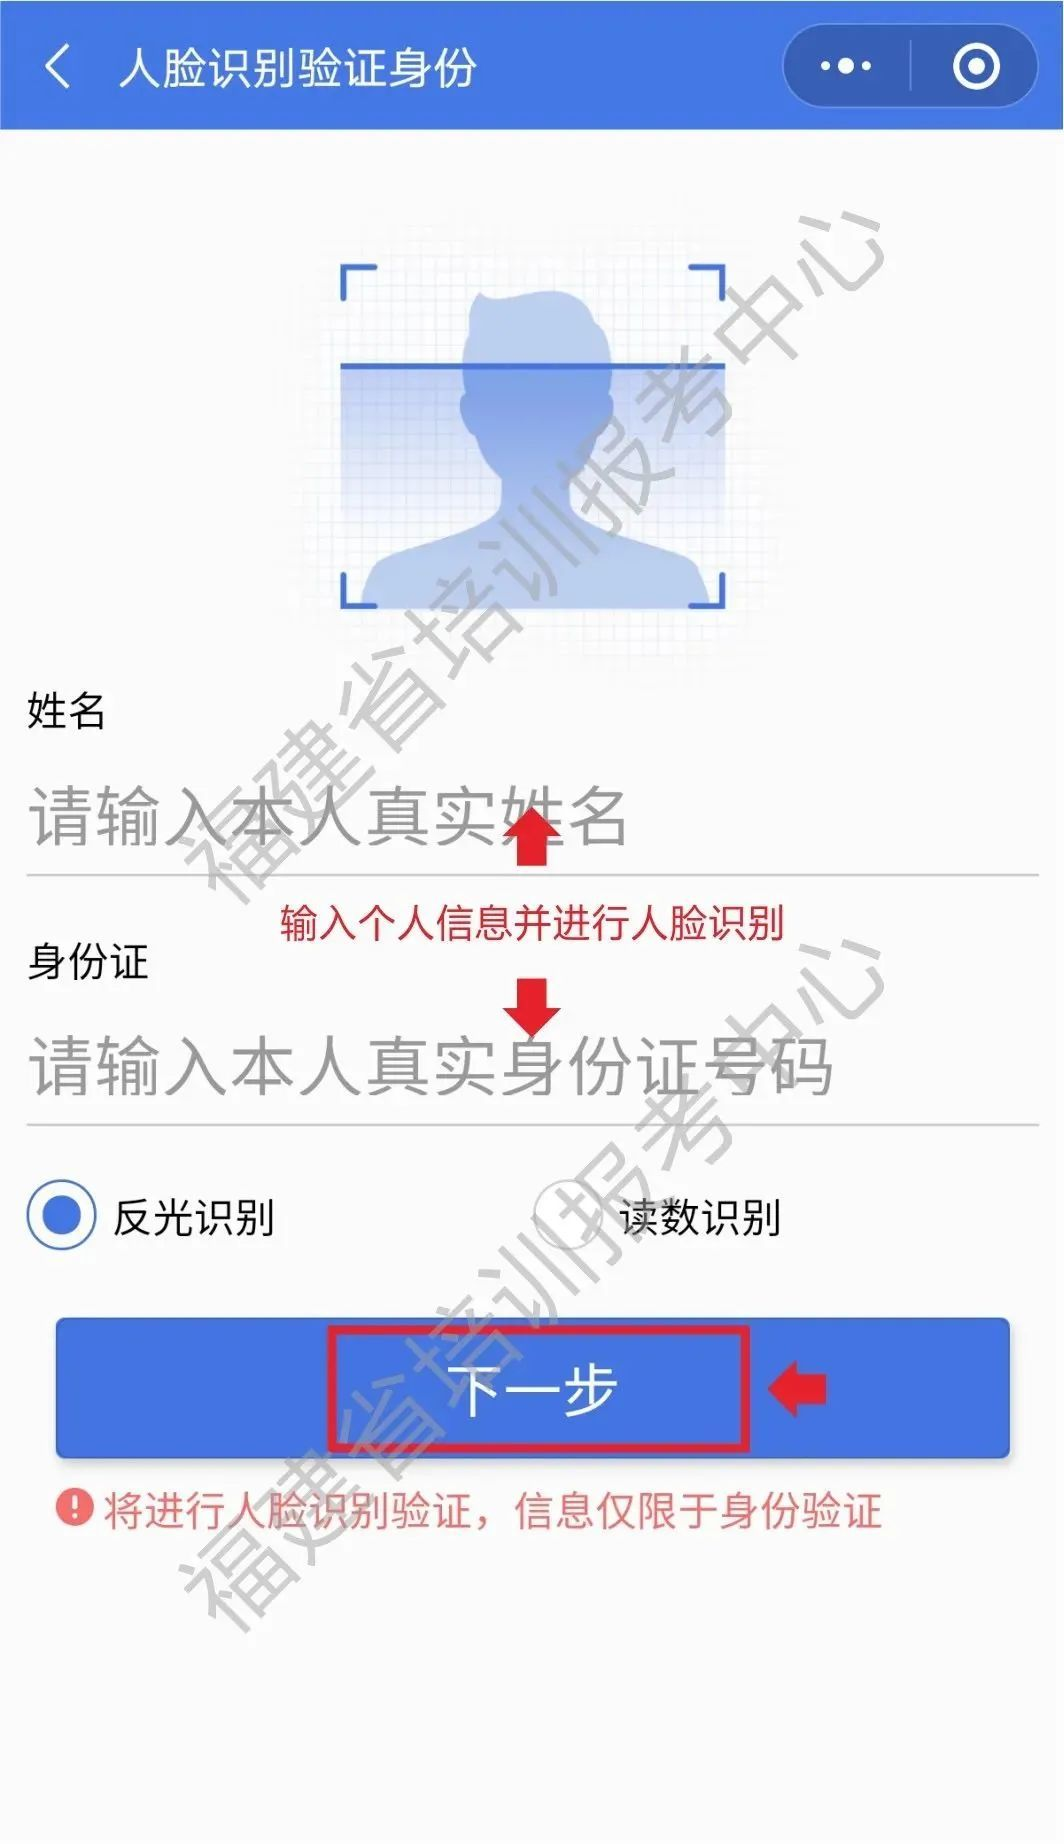 人脸识别验证身份
姓名
请输入本人真实姓名
输入个人信息并进行人脸识别
身份证
请输入本人真实身份证号码
反光识别
读数识别
下一步
将进行人脸识别验证，信息仅限于身份验证
福建省培训报考中心
福建省培训报考中心